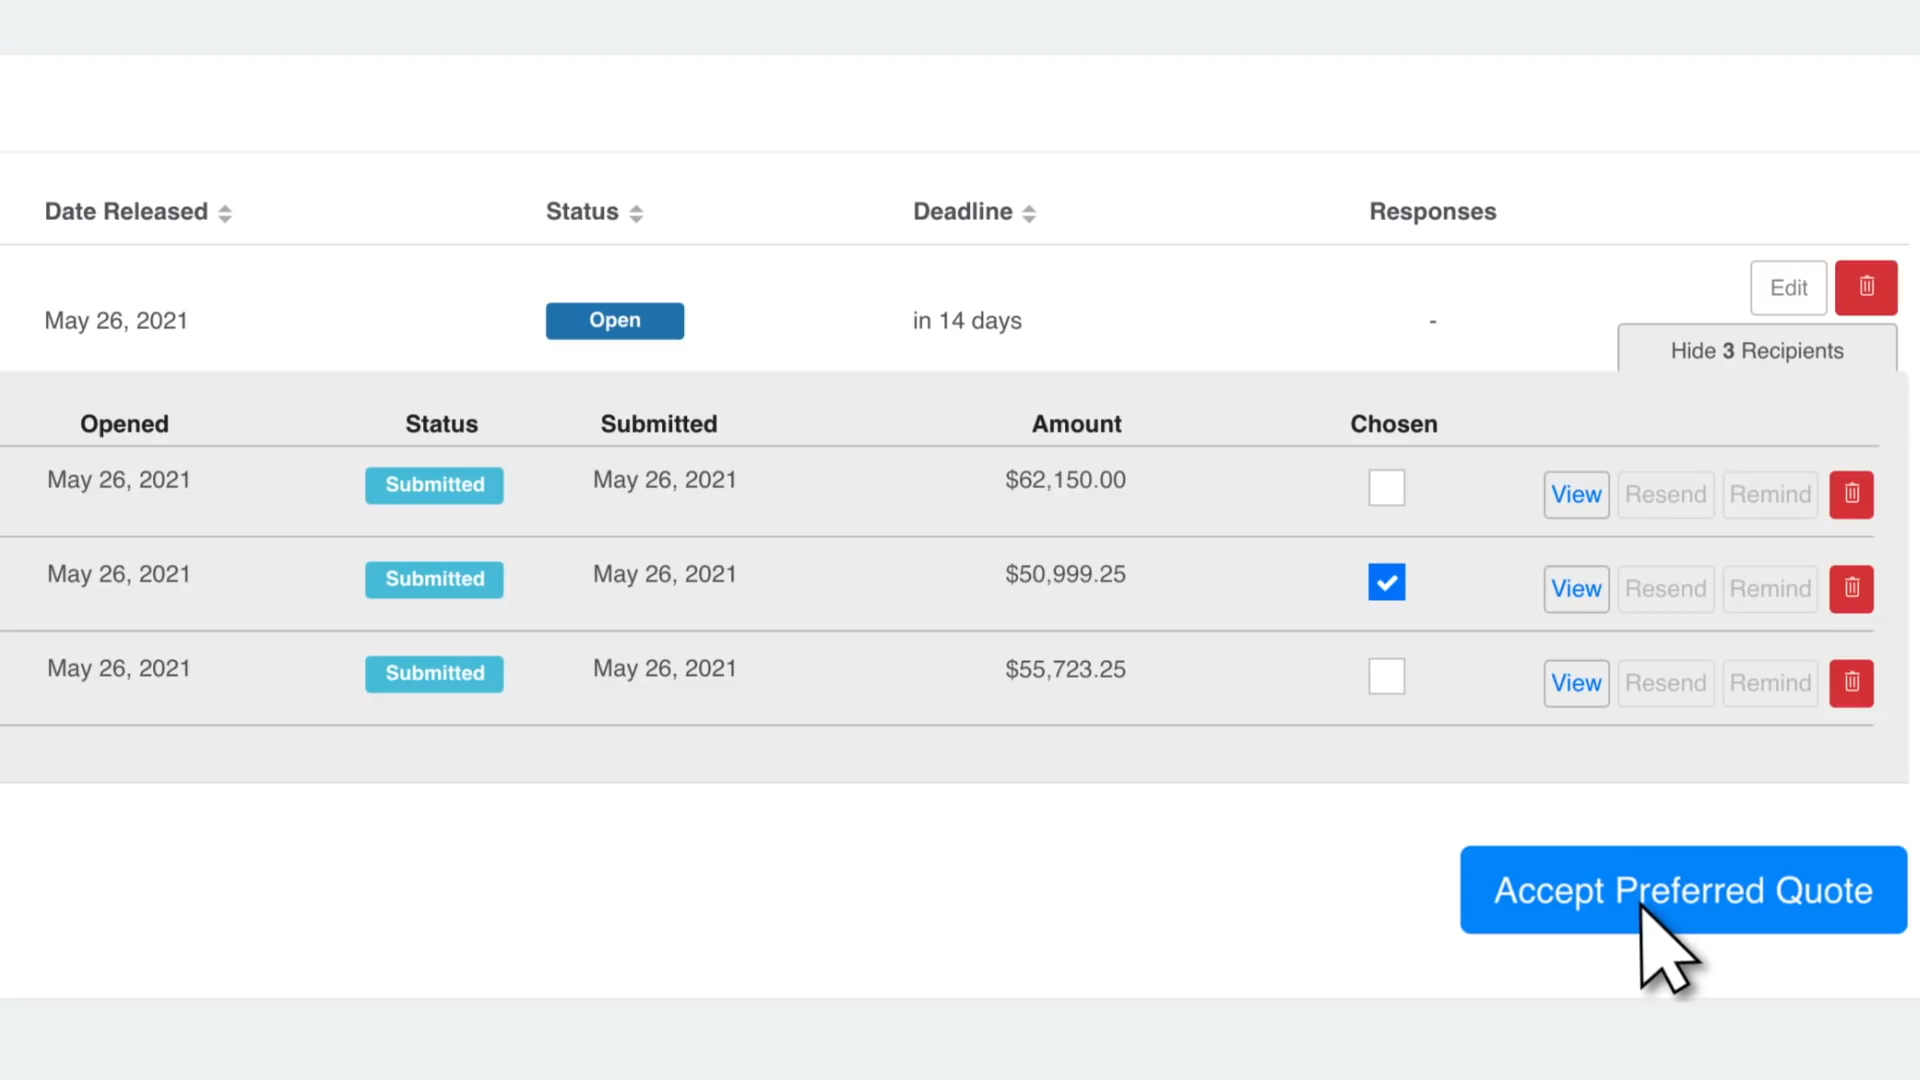 Date Released Status Deadline Responses
Edit
May 26, 2021 Open in 14 days -
Hide 3 Recipients
Opened Status Submitted Amount Chosen
May 26, 2021 Submitted May 26, 2021 $62,150.00 View Resend Remind
May 26, 2021 Submitted May 26, 2021 $50,999.25 View Resend Remind
May 26, 2021 Submitted May 26, 2021 $55,723.25 View Resend Remind
Accept Preferred Quote